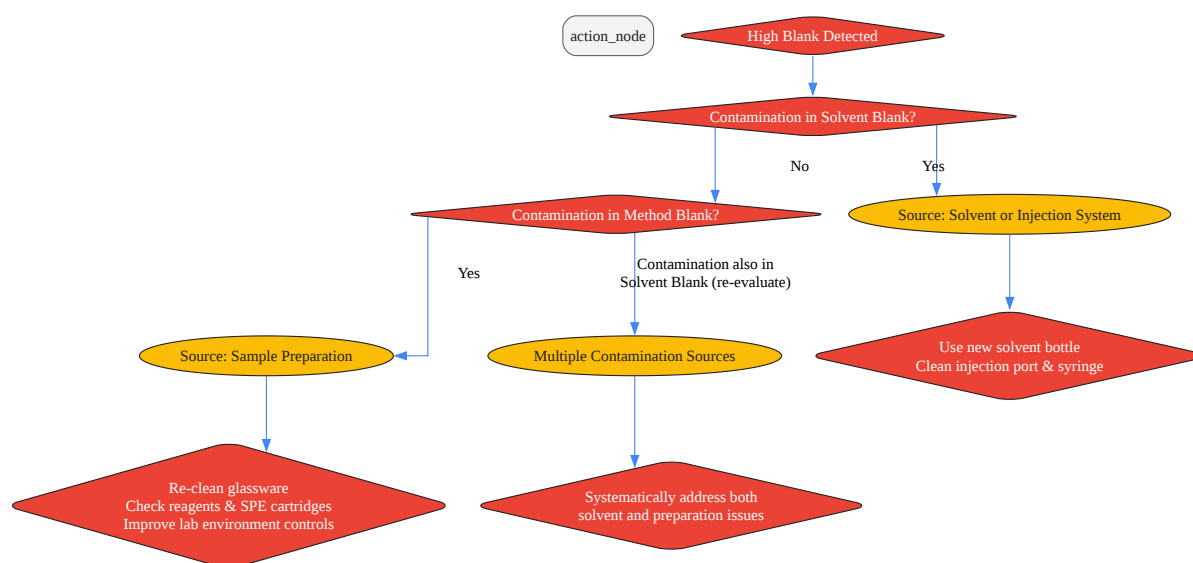 action_node
High Blank Detected
Contamination in Solvent Blank?
No
Yes
Contamination in Method Blank?
Source: Solvent or Injection System
Yes
Contamination also in
Solvent Blank (re-evaluate)
Source: Sample Preparation
Multiple Contamination Sources
Use new solvent bottle
Clean injection port & syringe
Re-clean glassware
Check reagents & SPE cartridges
Improve lab environment controls
Systematically address both
solvent and preparation issues